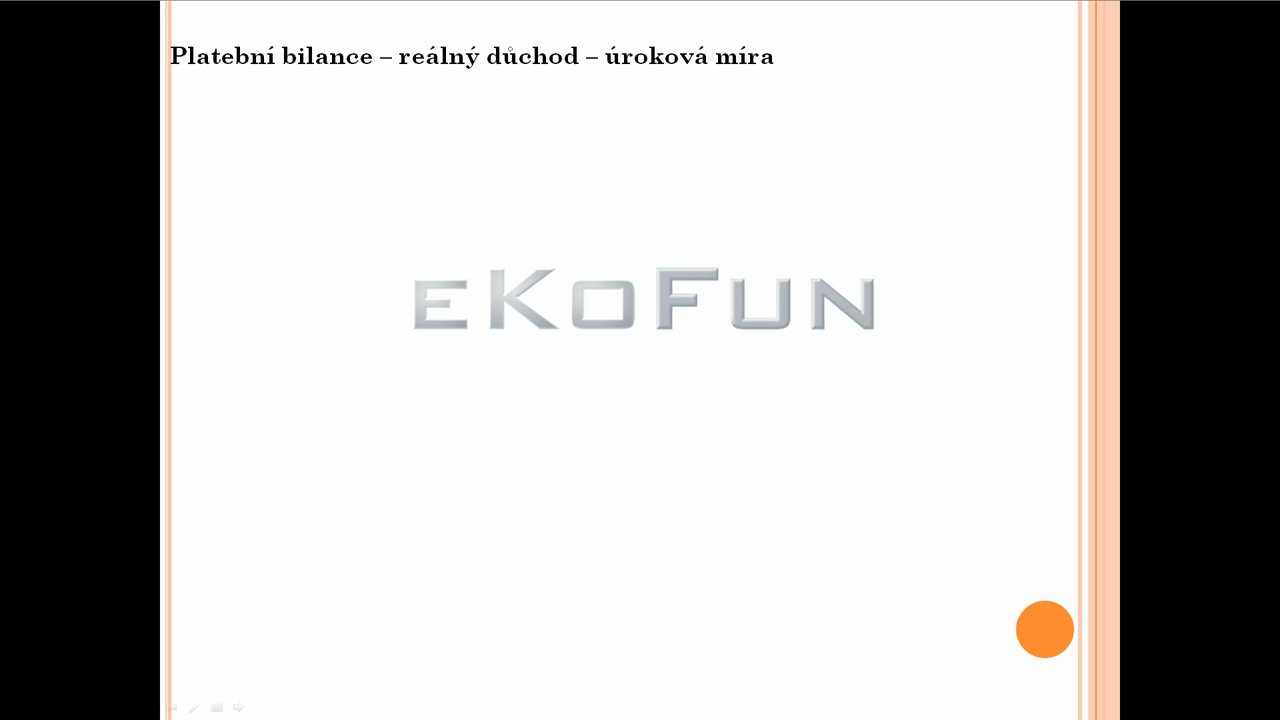 Platební bilance – reálný důchod – úroková míra
EKOFUN